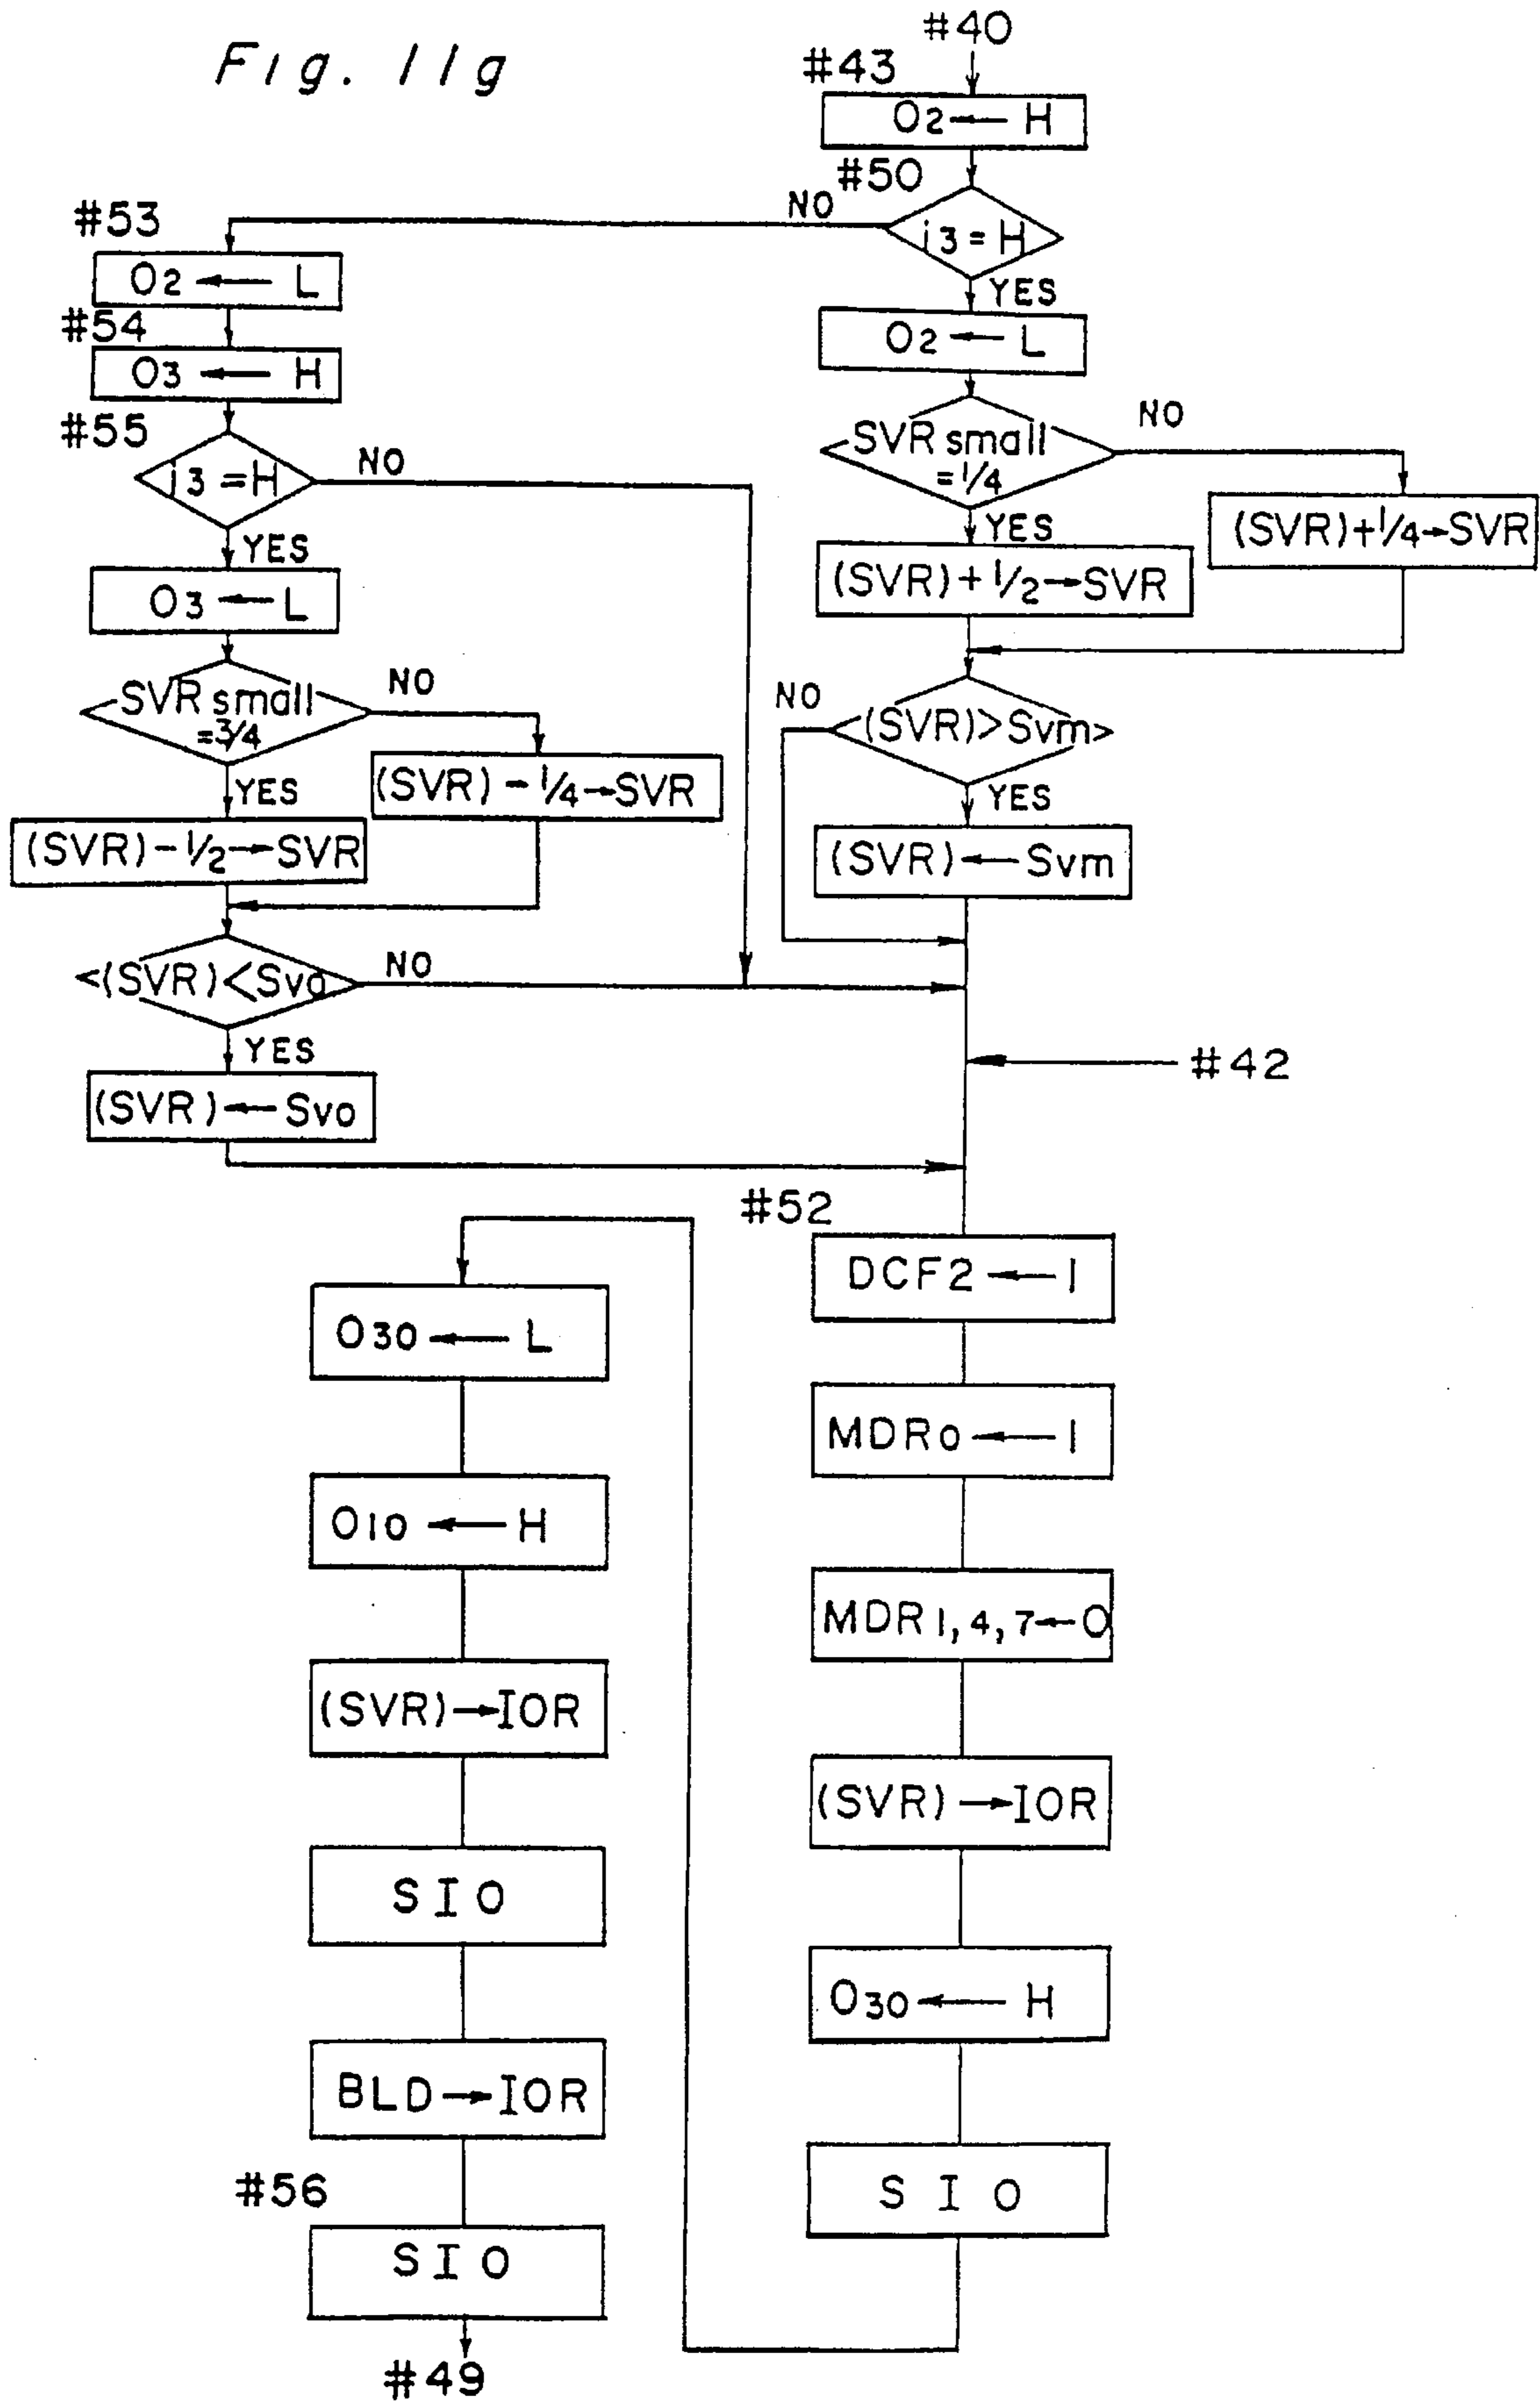 Fig. 11g
#40
#43
O2 ← H
#50
i3 = H
NO
YES
O2 ← L
SVR small
=1/4
NO
YES
(SVR)+1/4→SVR
(SVR)+1/2→SVR
(SVR)>Svm
NO
YES
(SVR)←Svm
#53
O2 ← L
#54
O3 ← H
#55
i3 = H
NO
YES
O3 ← L
SVR small
=3/4
NO
YES
(SVR)-1/4→SVR
(SVR)-1/2→SVR
(SVR)<Svo
NO
YES
(SVR)←Svo
#42
#52
DCF2 ← 1
MDR0 ← 1
MDR1,4,7←0
(SVR)→IOR
O30 ← H
SIO
O30 ← L
O10 ← H
(SVR)→IOR
SIO
BLD→IOR
#56
SIO
#49